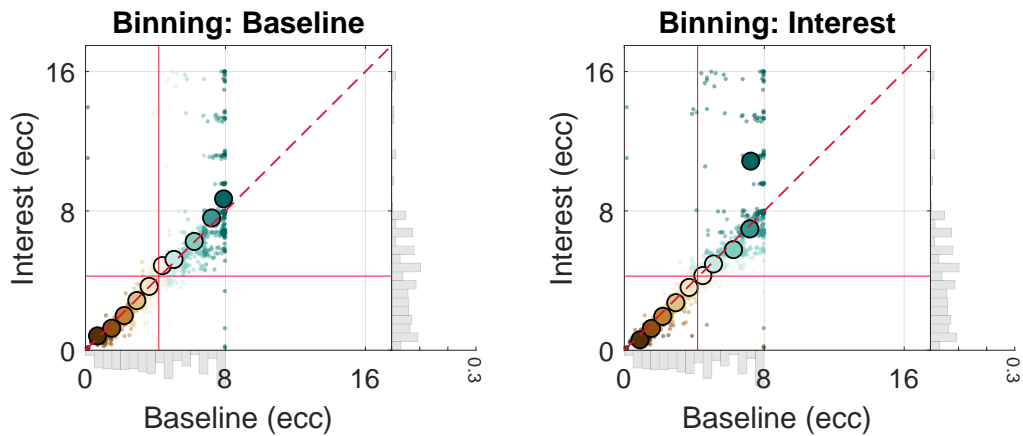 Binning: Baseline
Interest (ecc)
16
8
0
0
8
16
0.3
Baseline (ecc)
Binning: Interest
Interest (ecc)
16
8
0
0
8
16
0.3
Baseline (ecc)